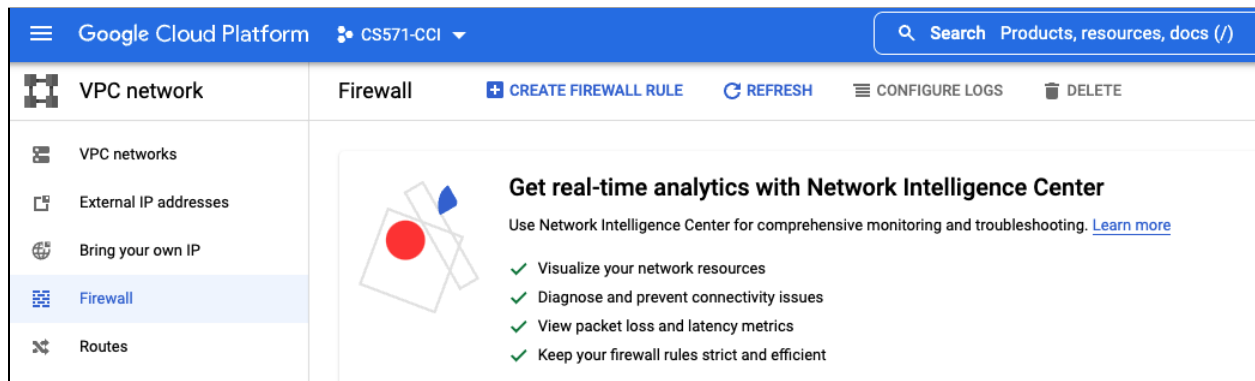 Google Cloud Platform CS571-CCI Search Products, resources, docs (/)
VPC network
Firewall CREATE FIREWALL RULE REFRESH CONFIGURE LOGS DELETE
VPC networks
External IP addresses
Bring your own IP
Firewall
Routes
Get real-time analytics with Network Intelligence Center
Use Network Intelligence Center for comprehensive monitoring and troubleshooting. Learn more
Visualize your network resources
Diagnose and prevent connectivity issues
View packet loss and latency metrics
Keep your firewall rules strict and efficient